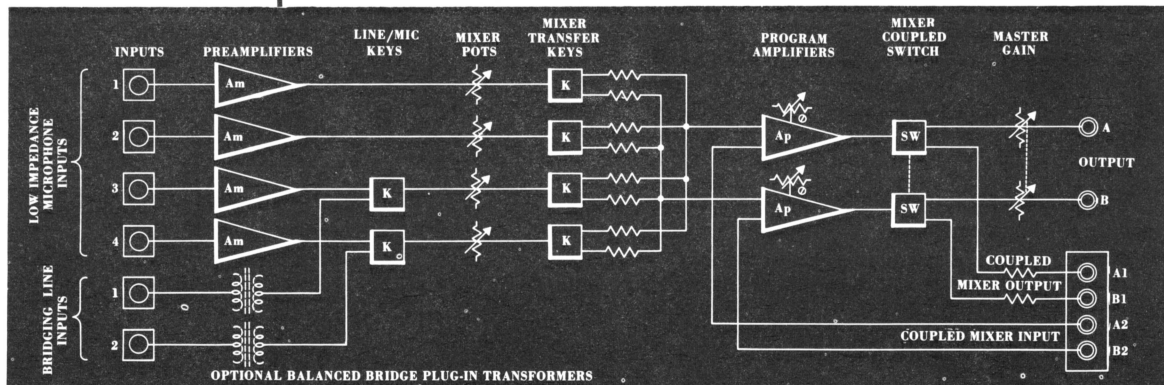 INPUTS
PREAMPLIFIERS
LINE/MIC
KEYS
MIXER
POTS
MIXER
TRANSFER
KEYS
PROGRAM
AMPLIFIERS
MIXER
COUPLED
SWITCH
MASTER
GAIN
LOW IMPEDANCE
MICROPHONE
INPUTS
1
Am
K
Ap
SW
A
2
Am
K
OUTPUT
3
Am
K
K
Ap
SW
B
4
Am
K
K
BRIDGING LINE
INPUTS
1
2
COUPLED
MIXER OUTPUT
COUPLED MIXER INPUT
A1
B1
A2
B2
OPTIONAL BALANCED BRIDGE PLUG-IN TRANSFORMERS